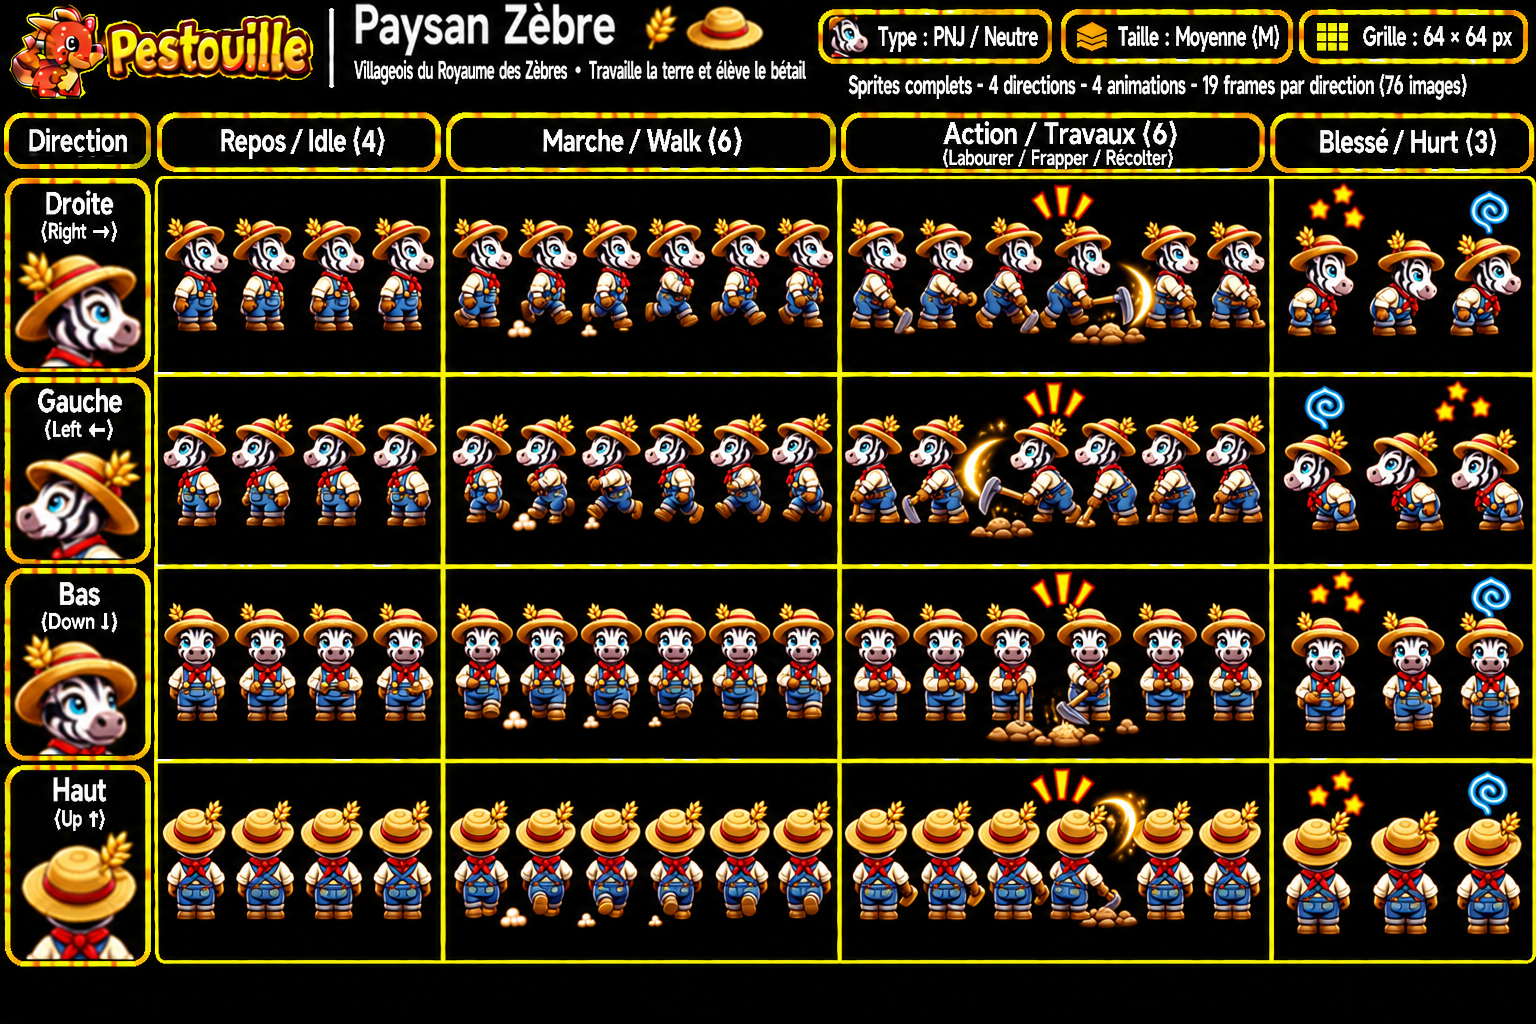 Pestouille
Paysan Zèbre
Villageois du Royaume des Zèbres • Travaille la terre et élève le bétail
Type : PNJ / Neutre
Taille : Moyenne (M)
Grille : 64 × 64 px
Sprites complets - 4 directions - 4 animations - 19 frames par direction (76 images)
Direction
Repos / Idle (4)
Marche / Walk (6)
Action / Travaux (6)
(Labourer / Frapper / Récolter)
Blessé / Hurt (3)
Droite
(Right →)
Gauche
(Left ←)
Bas
(Down ↓)
Haut
(Up ↑)